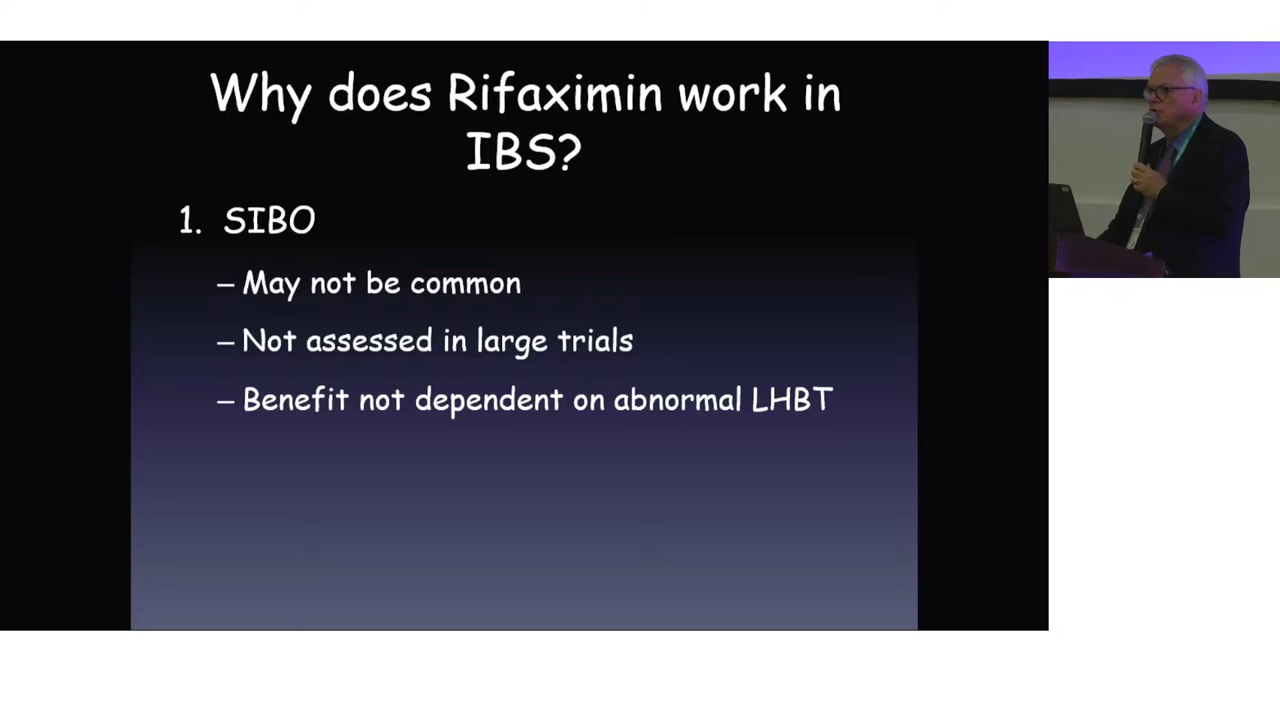 Why does Rifaximin work in
IBS?
1. SIBO
– May not be common
– Not assessed in large trials
– Benefit not dependent on abnormal LHBT